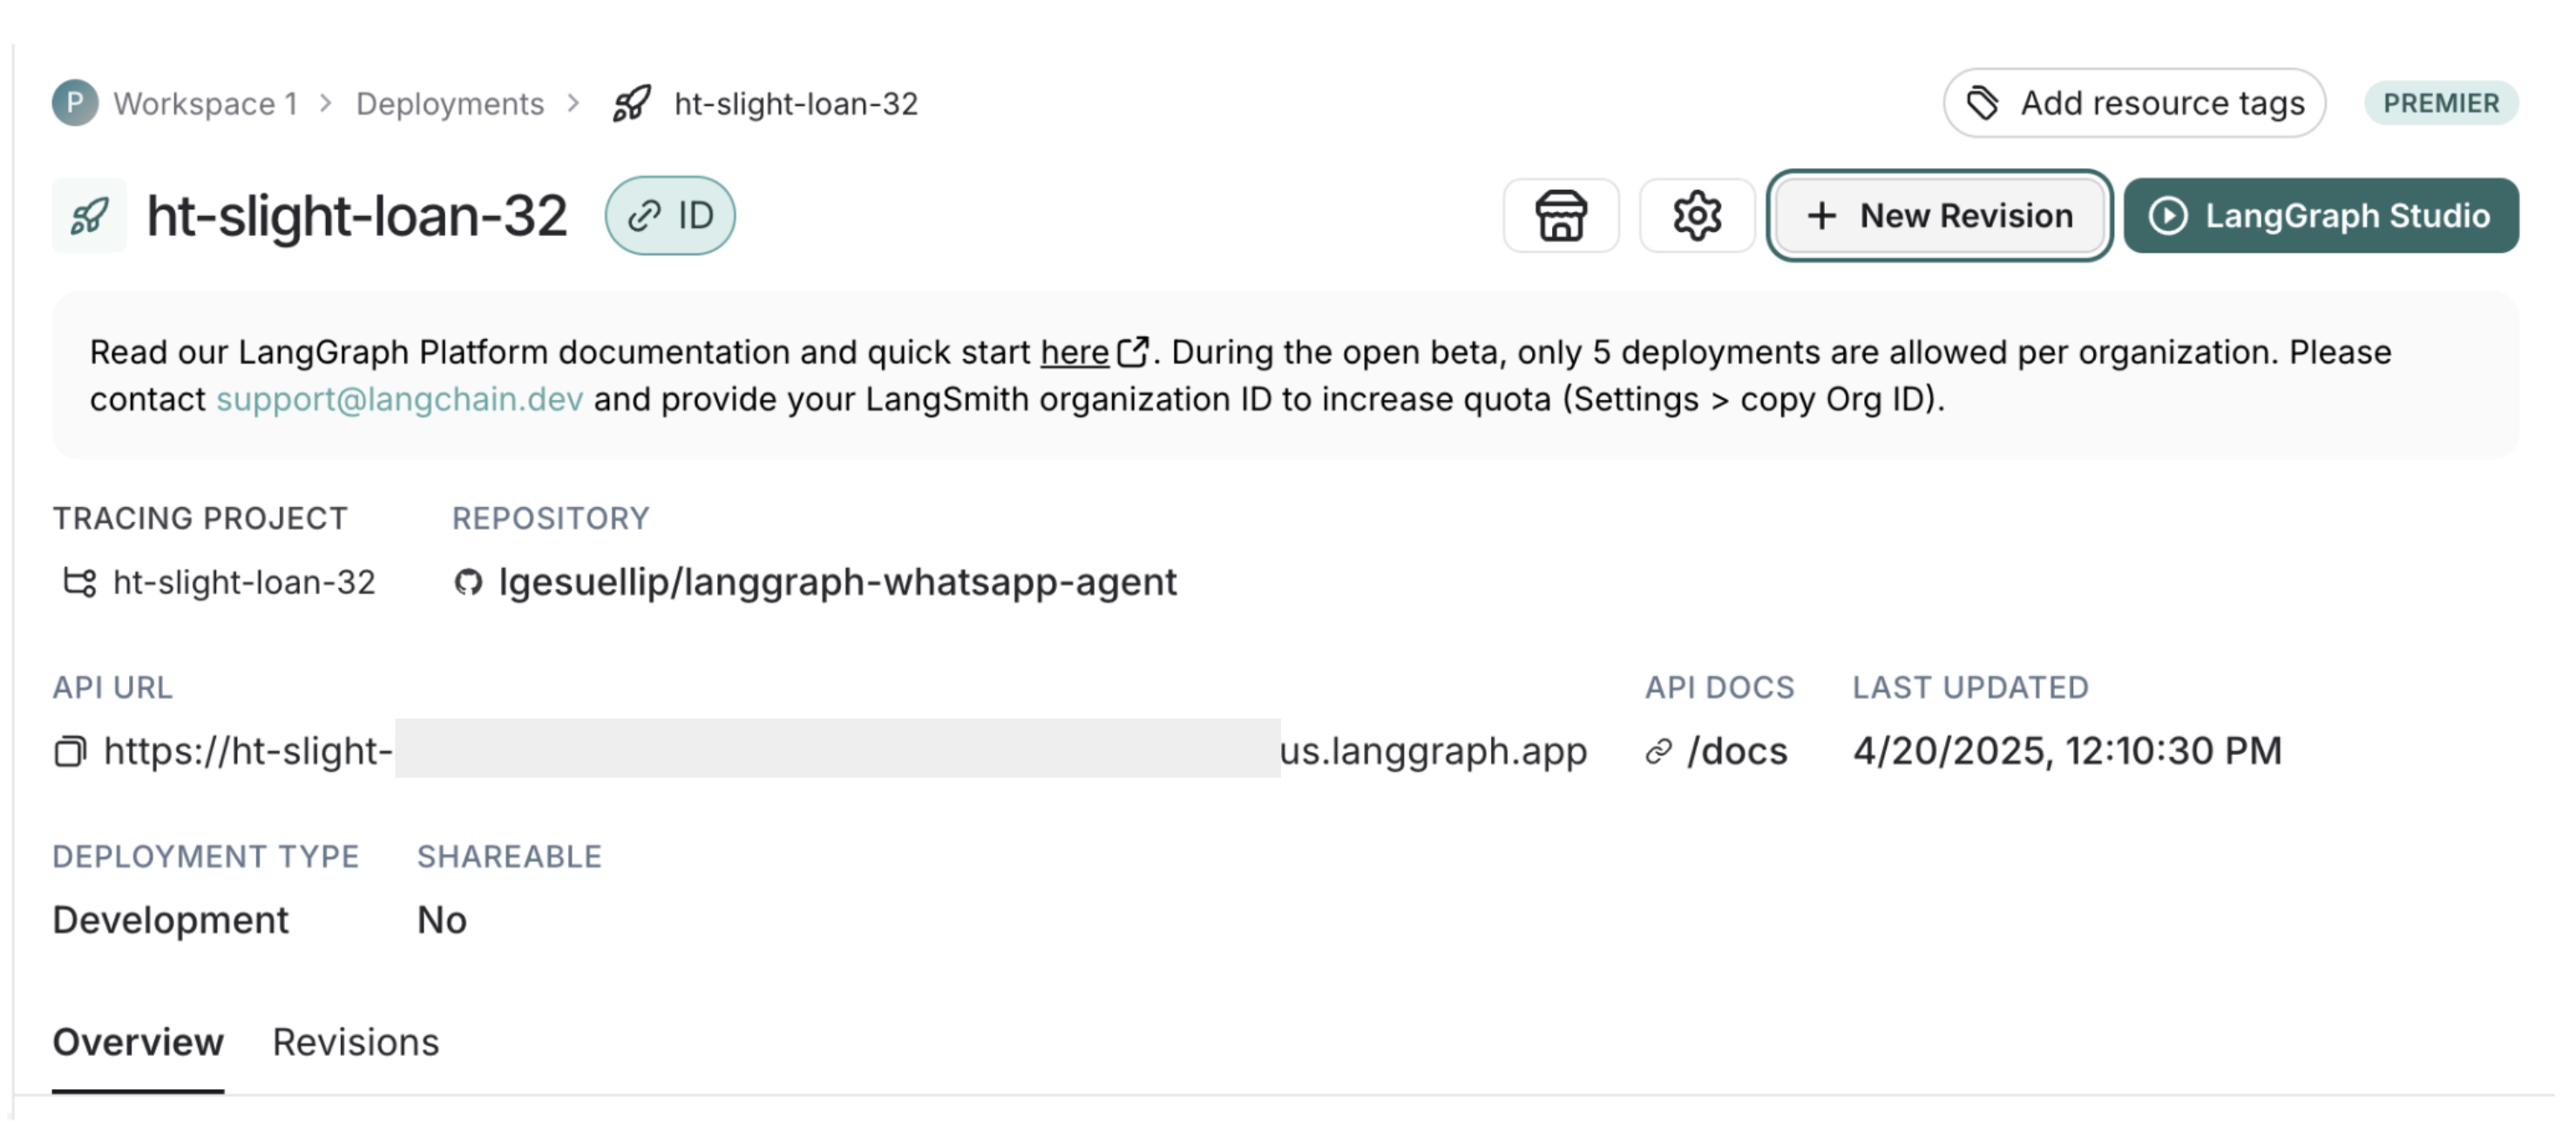 P Workspace 1 > Deployments > ht-slight-loan-32 Add resource tags PREMIER
ht-slight-loan-32 ID + New Revision LangGraph Studio
Read our LangGraph Platform documentation and quick start here. During the open beta, only 5 deployments are allowed per organization. Please
contact support@langchain.dev and provide your LangSmith organization ID to increase quota (Settings > copy Org ID).
TRACING PROJECT REPOSITORY
ht-slight-loan-32 lgesuellip/langgraph-whatsapp-agent
API URL API DOCS LAST UPDATED
https://ht-slight- us.langgraph.app /docs 4/20/2025, 12:10:30 PM
DEPLOYMENT TYPE SHAREABLE
Development No
Overview Revisions